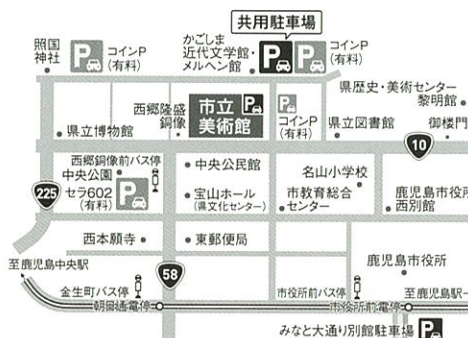 共用駐車場
照国
神社
P
コインP
(有料)
かごしま
近代文学館・
メルヘン館
P
P
コインP
(有料)
県歴史・美術センター
黎明館
西郷隆盛
銅像
市立
美術館
P
P
コインP
(有料)
県立博物館
県立図書館
御楼門
10
西郷銅像前バス停
中央公園
セラ602
(有料)
P
中央公民館
宝山ホール
(県文化センター)
名山小学校
市教育総合
センター
鹿児島市役所
西別館
225
西本願寺
東郵便局
至鹿児島中央駅
58
鹿児島市役所
金生町バス停
朝日通電停
市役所前バス停
市役所前電停
至鹿児島駅
みなと大通り別館駐車場
P